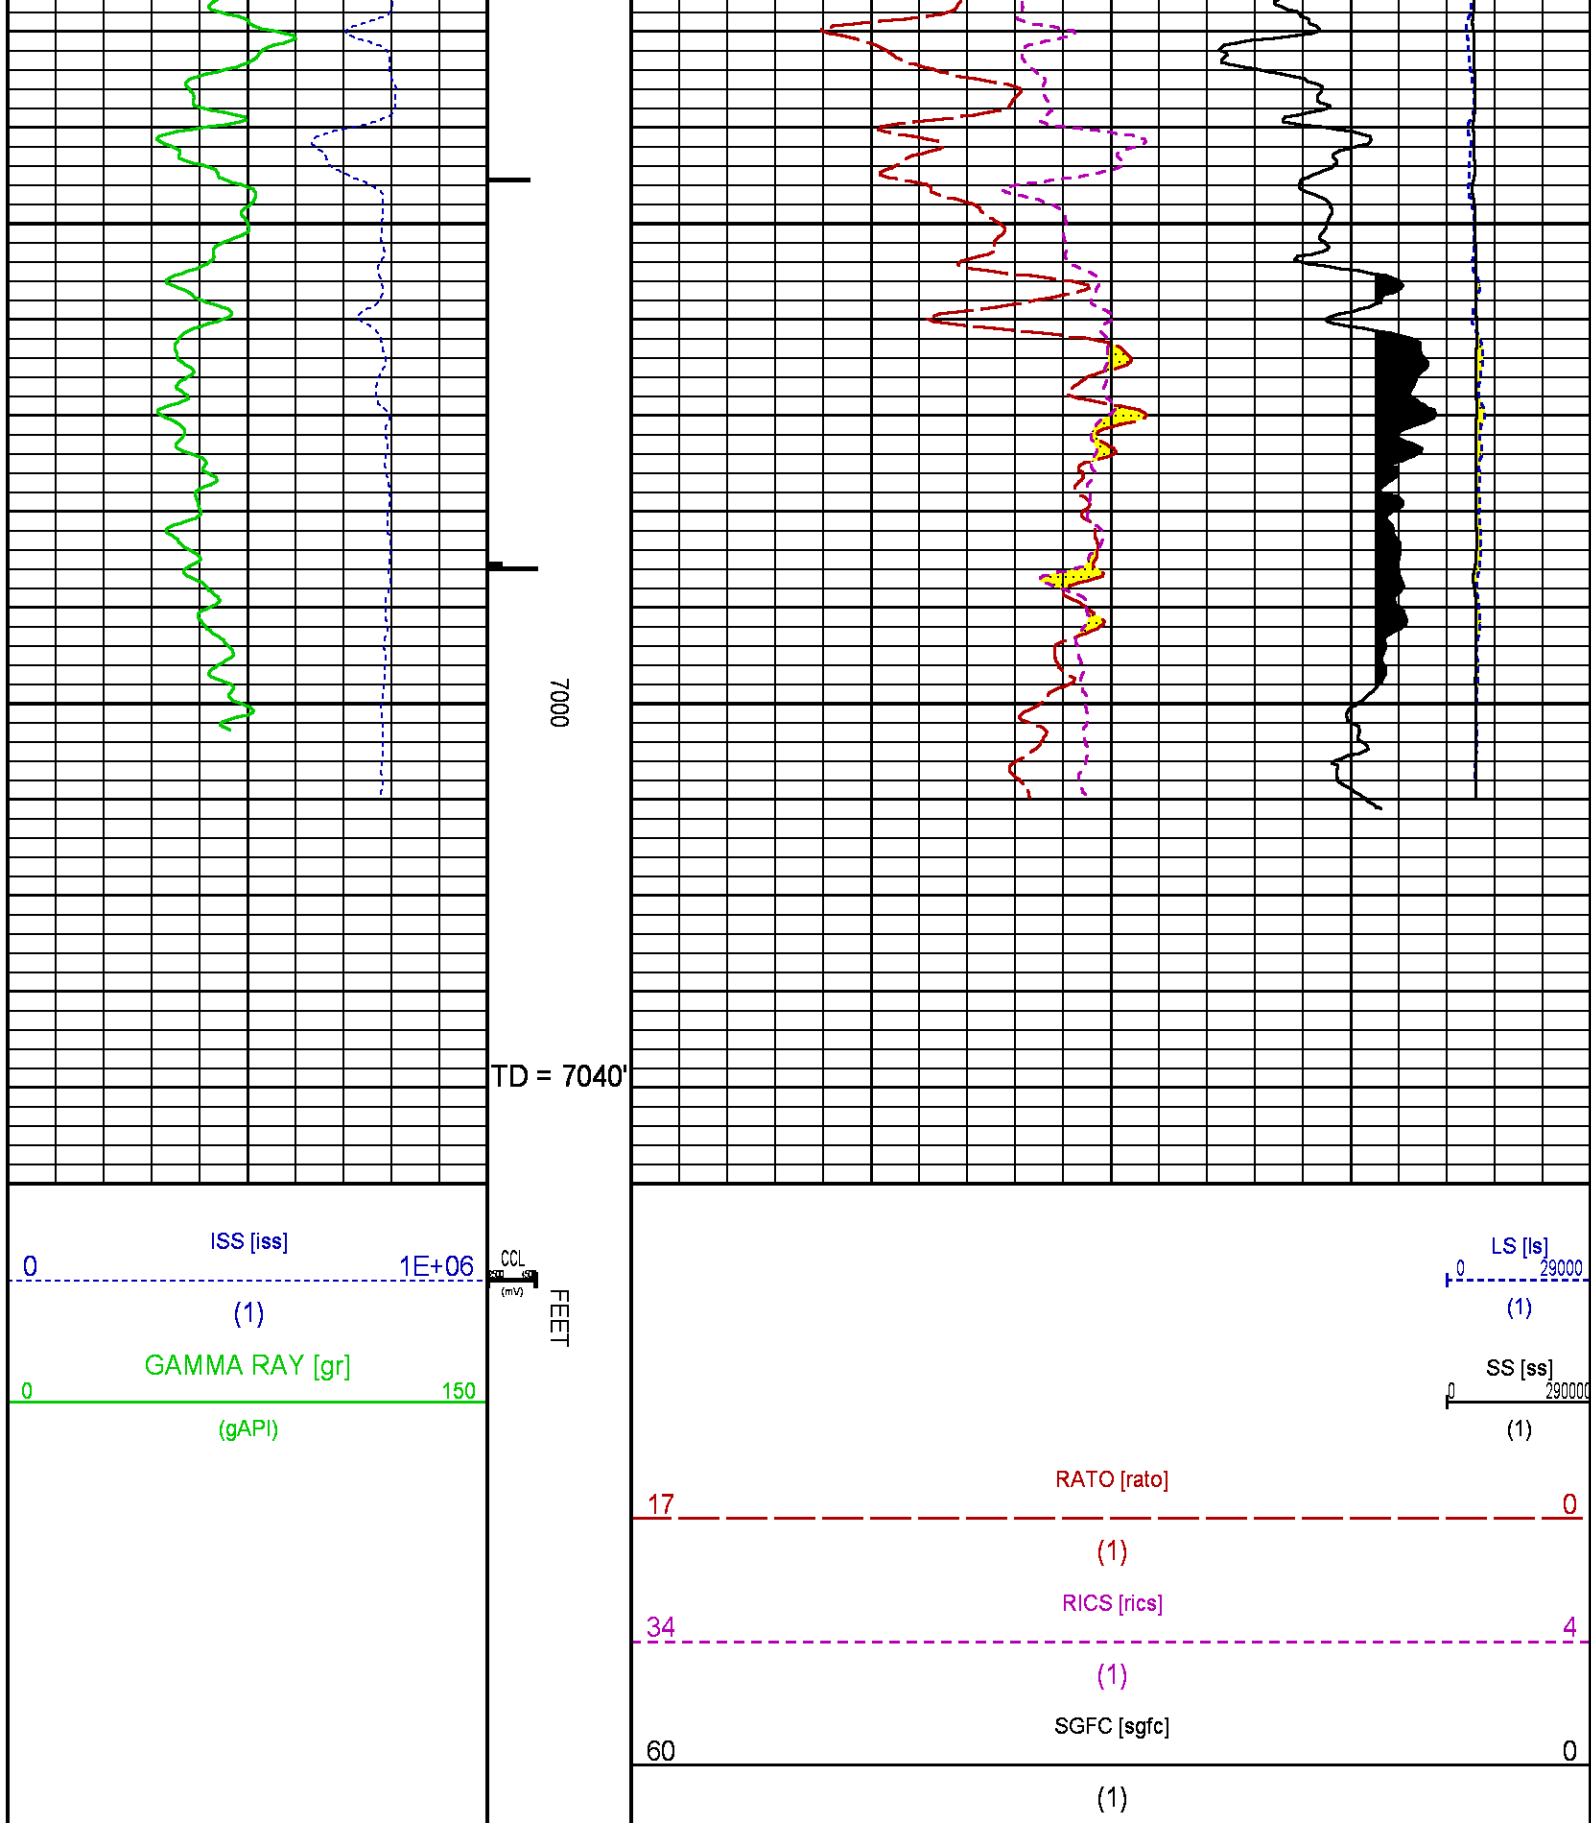 7000
TD = 7040'
ISS [iss]
0 1E+06
(1)
GAMMA RAY [gr]
0 150
(gAPI)
CCL
(mV)
FEET
LS [ls]
0 29000
(1)
SS [ss]
0 290000
(1)
RATO [rato]
17 0
(1)
RICS [rics]
34 4
(1)
SGFC [sgfc]
60 0
(1)